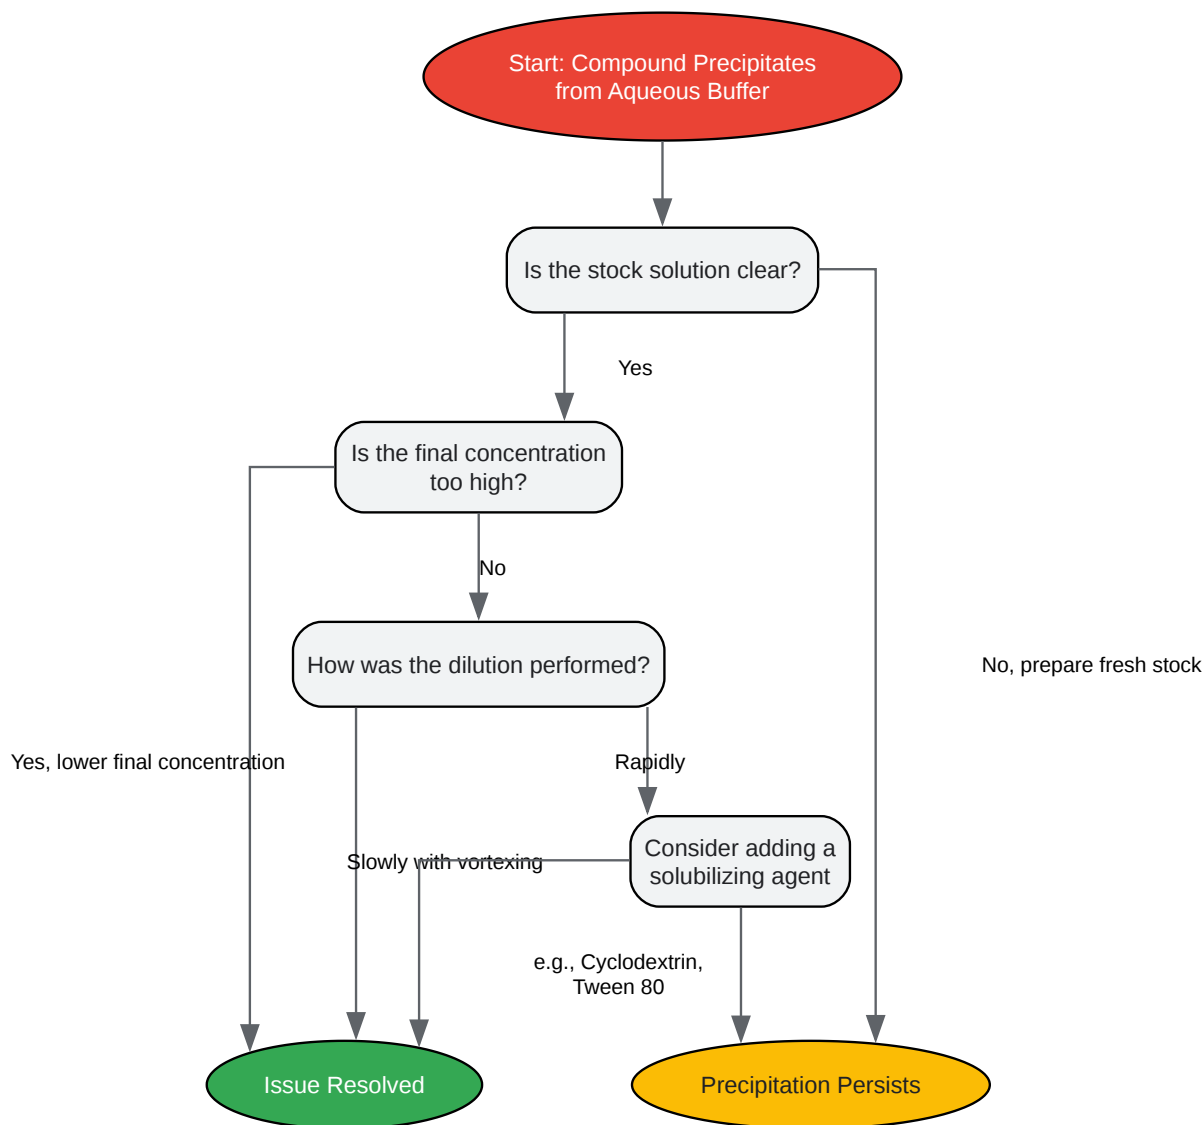 Start: Compound Precipitates
from Aqueous Buffer
Is the stock solution clear?
Yes
Is the final concentration
too high?
No
How was the dilution performed?
No, prepare fresh stock
Yes, lower final concentration
Rapidly
Consider adding a
solubilizing agent
Slowly with vortexing
e.g., Cyclodextrin,
Tween 80
Issue Resolved
Precipitation Persists